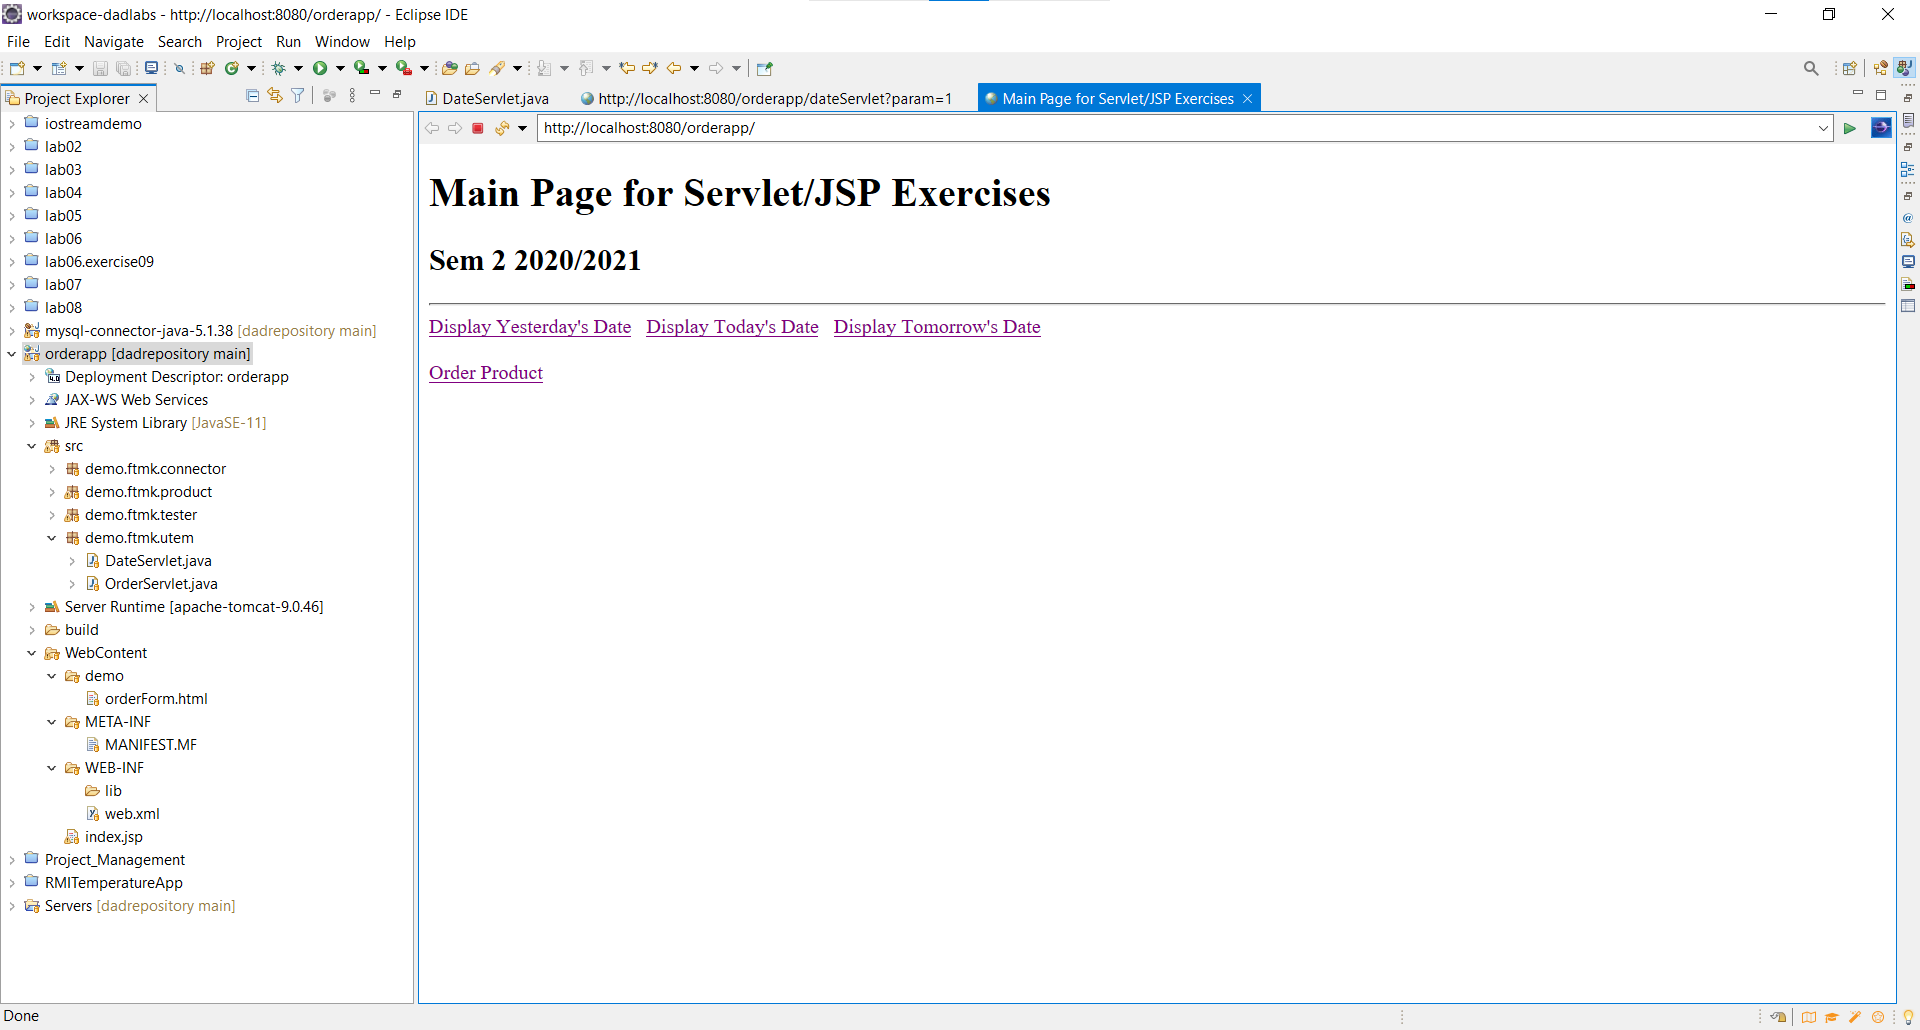 workspace-dadlabs - http://localhost:8080/orderapp/ - Eclipse IDE
File Edit Navigate Search Project Run Window Help
Project Explorer
iostreamdemo
lab02
lab03
lab04
lab05
lab06
lab06.exercise09
lab07
lab08
mysql-connector-java-5.1.38 [dadrepository main]
orderapp [dadrepository main]
Deployment Descriptor: orderapp
JAX-WS Web Services
JRE System Library [JavaSE-11]
src
demo.ftmk.connector
demo.ftmk.product
demo.ftmk.tester
demo.ftmk.utem
DateServlet.java
OrderServlet.java
Server Runtime [apache-tomcat-9.0.46]
build
WebContent
demo
orderForm.html
META-INF
MANIFEST.MF
WEB-INF
lib
web.xml
index.jsp
Project_Management
RMITemperatureApp
Servers [dadrepository main]
DateServlet.java http://localhost:8080/orderapp/dateServlet?param=1 Main Page for Servlet/JSP Exercises
http://localhost:8080/orderapp/
Main Page for Servlet/JSP Exercises
Sem 2 2020/2021
Display Yesterday's Date Display Today's Date Display Tomorrow's Date
Order Product
Done